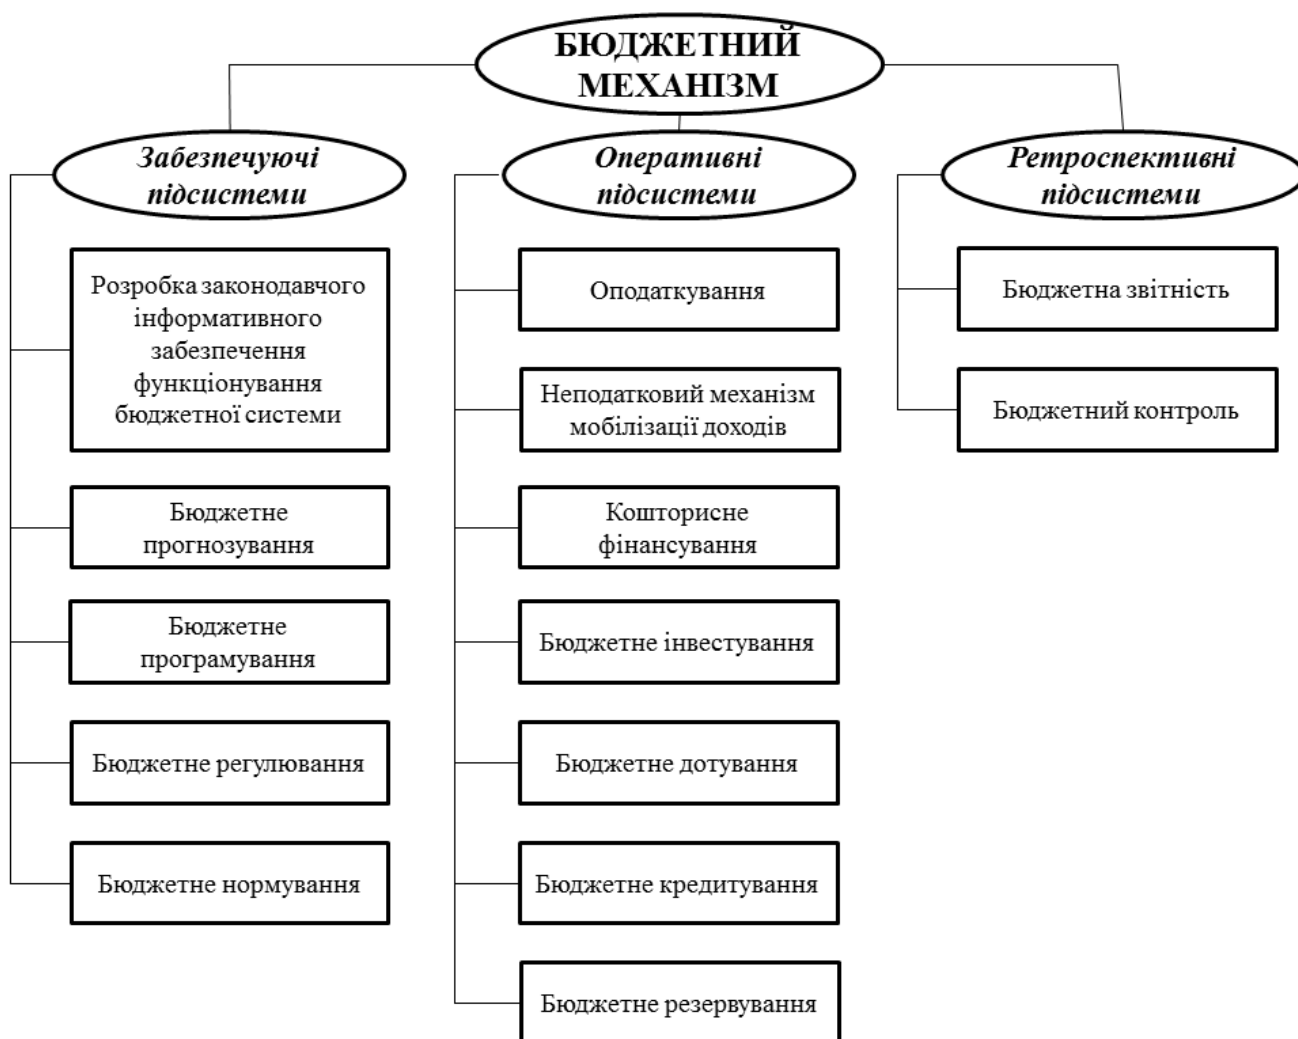 БЮДЖЕТНИЙ
МЕХАНІЗМ
Забезпечуючі
підсистеми
Розробка законодавчого
інформативного
забезпечення
функціонування
бюджетної системи
Бюджетне
прогнозування
Бюджетне
програмування
Бюджетне регулювання
Бюджетне нормування
Оперативні
підсистеми
Оподаткування
Неподатковий механізм
мобілізації доходів
Кошторисне
фінансування
Бюджетне інвестування
Бюджетне дотування
Бюджетне кредитування
Бюджетне резервування
Ретроспективні
підсистеми
Бюджетна звітність
Бюджетний контроль